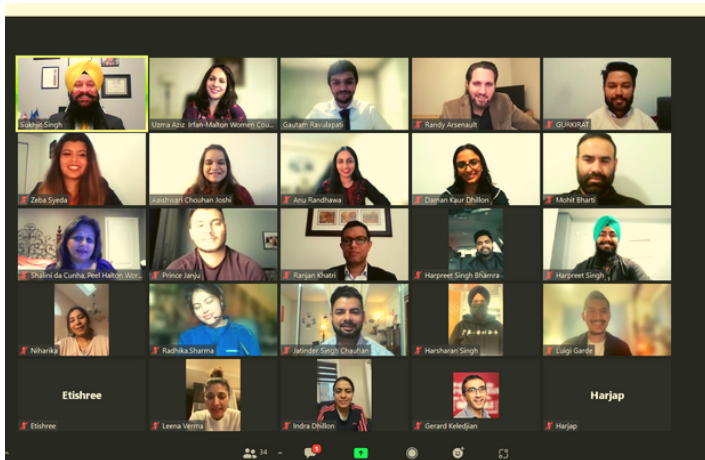 Sukhjit Singh
Uzma Aziz Irfan-Malton Women Cou...
Gautam Ravulapati
Randy Arsenault
GURKIRAT
Zeba Syeda
Aaishwari Chouhan Joshi
Anu Randhawa
Daman Kaur Dhillon
Mohit Bharti
Shalini da Cunha, Peel Halton Wor...
Prince Janju
Ranjan Khatri
Harpreet Singh Bhamra
Harpreet Singh
Niharika
Radhika.Sharma
Jatinder Singh Chauhan
Harsharan Singh
Luigi Garde
Etishree
Etishree
Leena Verma
Indra Dhillon
Gerard Keledjian
Harjap
Harjap
34
1